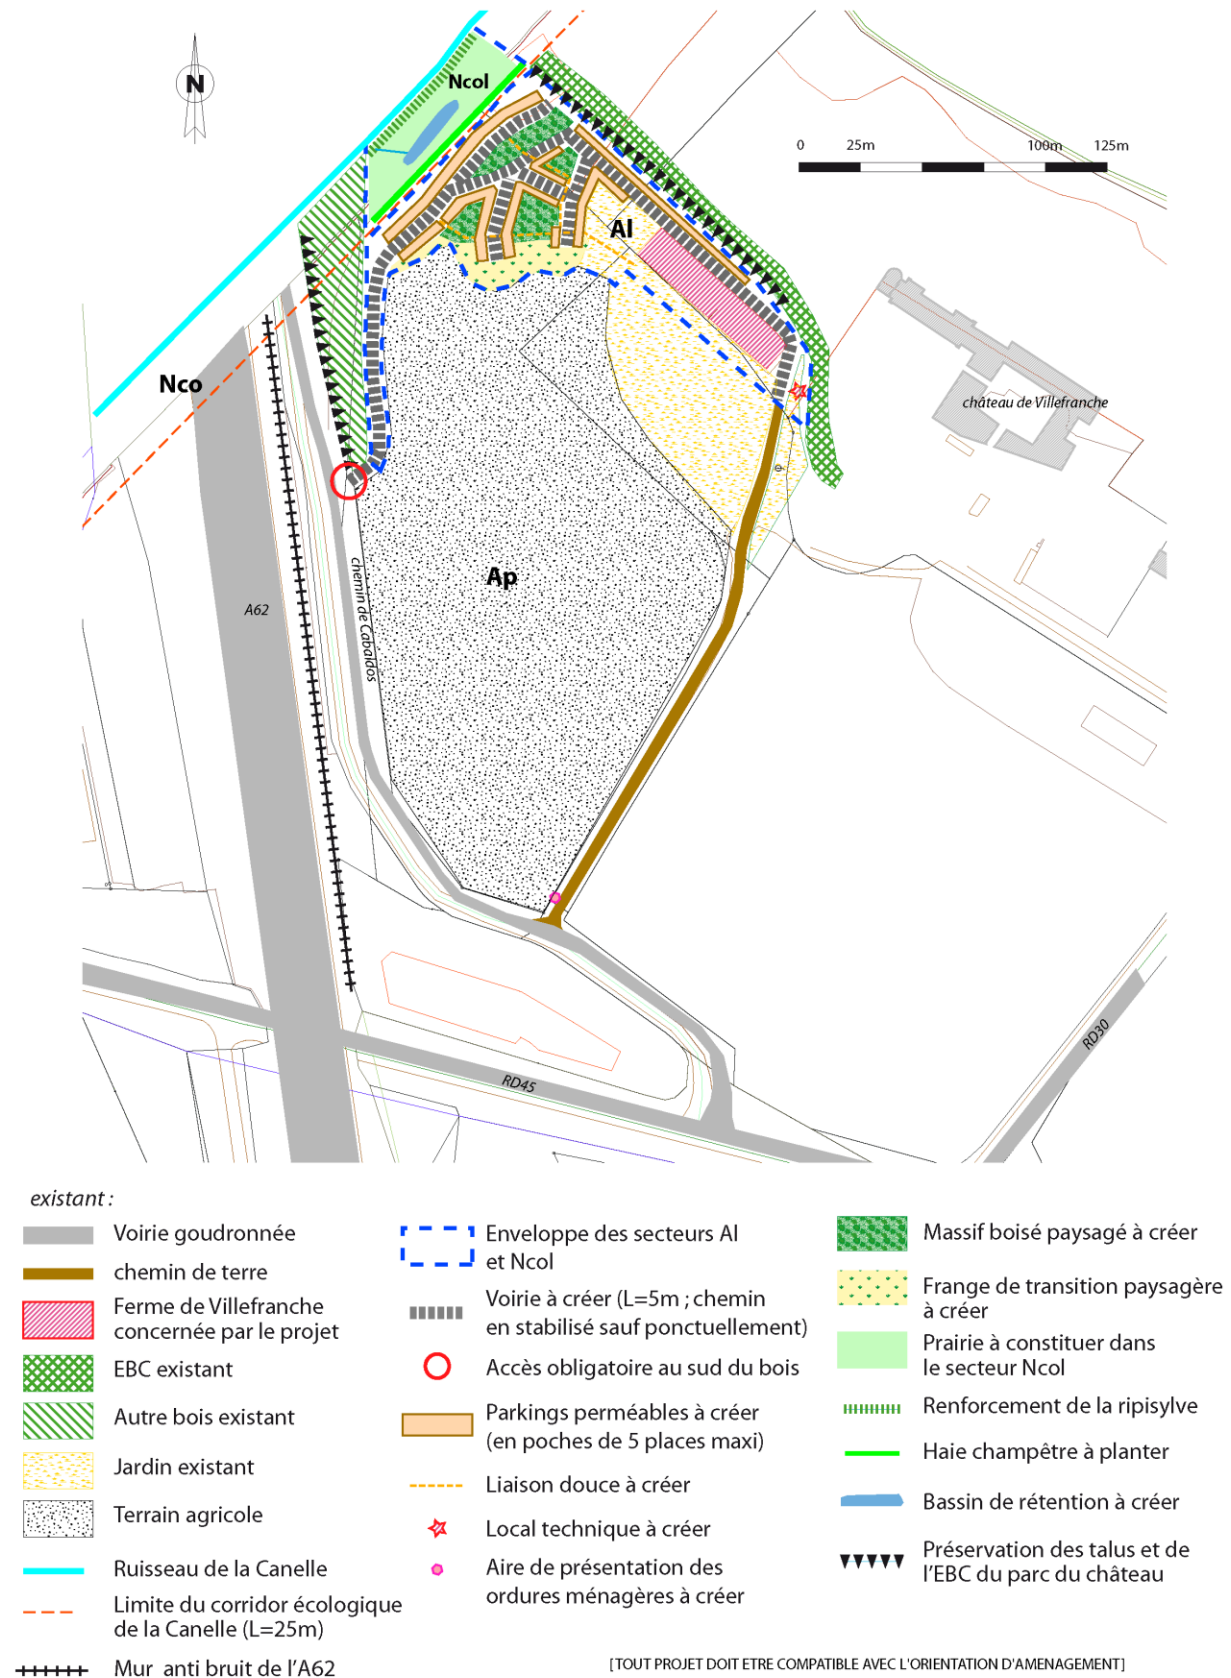 N
Ncol
0 25m 100m 125m
Al
Nco
château de Villefranche
A62
chemin de Cabaldos
Ap
RD45
RD30
existant :
Voirie goudronnée
chemin de terre
Ferme de Villefranche
concernée par le projet
EBC existant
Autre bois existant
Jardin existant
Terrain agricole
Ruisseau de la Canelle
Limite du corridor écologique
de la Canelle (L=25m)
Mur anti bruit de l'A62
Enveloppe des secteurs Al
et Ncol
Voirie à créer (L=5m ; chemin
en stabilisé sauf ponctuellement)
Accès obligatoire au sud du bois
Parkings perméables à créer
(en poches de 5 places maxi)
Liaison douce à créer
Local technique à créer
Aire de présentation des
ordures ménagères à créer
Massif boisé paysagé à créer
Frange de transition paysagère
à créer
Prairie à constituer dans
le secteur Ncol
Renforcement de la ripisylve
Haie champêtre à planter
Bassin de rétention à créer
Préservation des talus et de
l'EBC du parc du château
[TOUT PROJET DOIT ETRE COMPATIBLE AVEC L'ORIENTATION D'AMENAGEMENT]